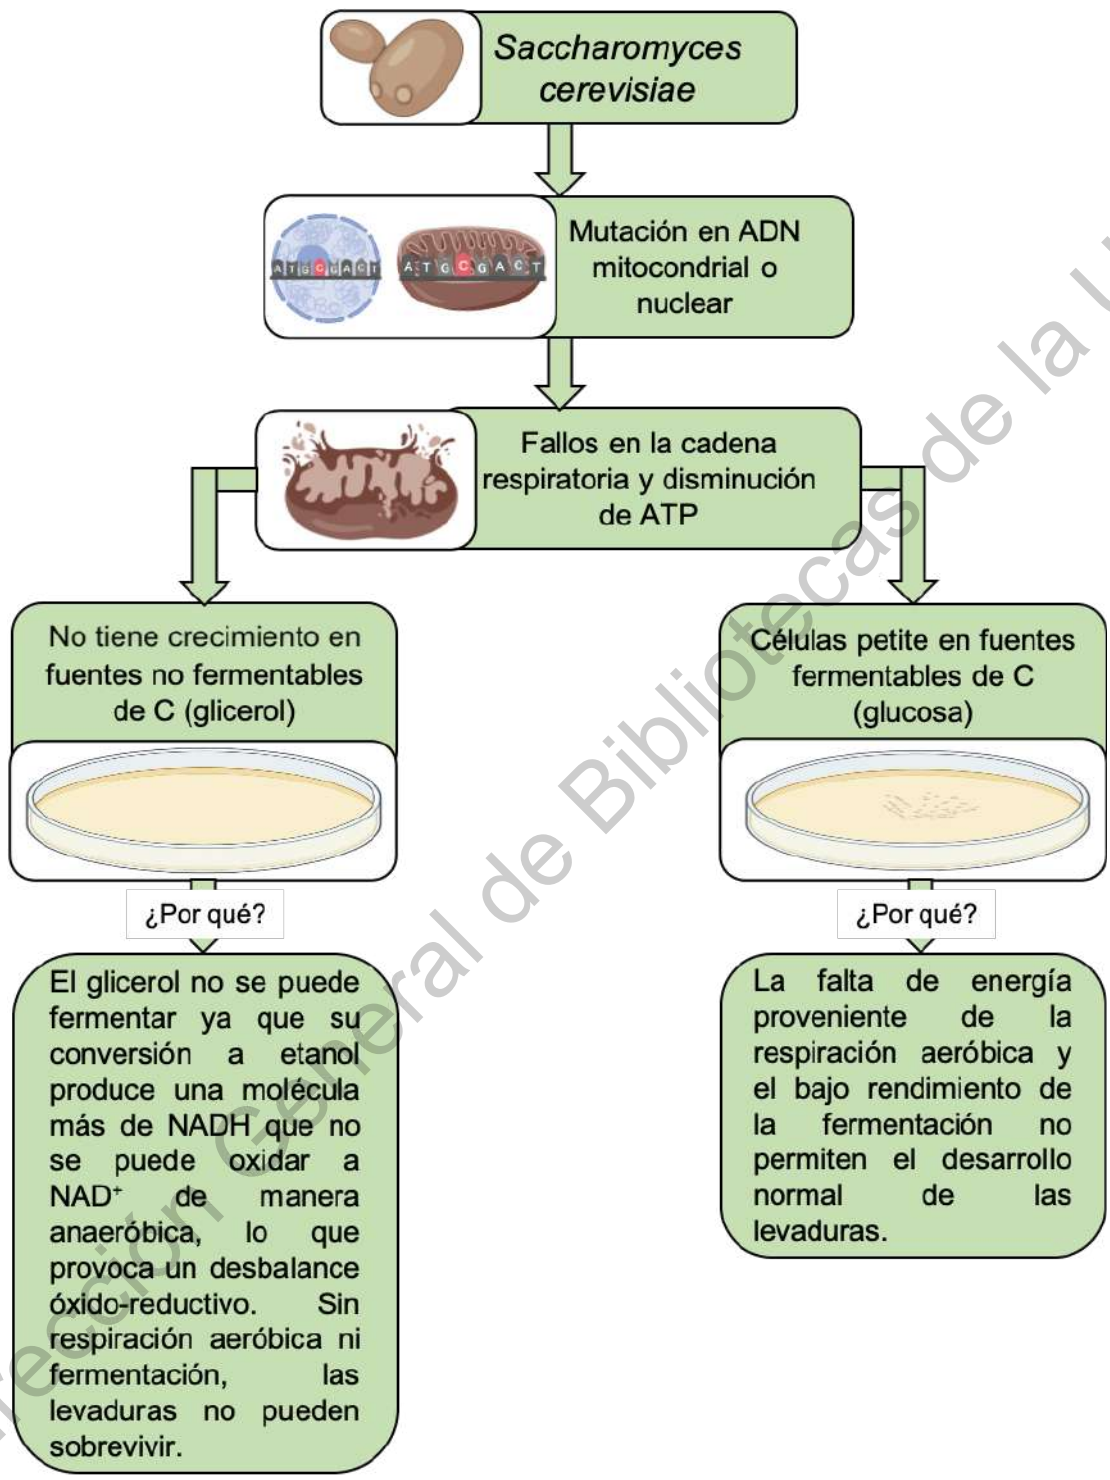 Saccharomyces
cerevisiae
A T G C G A C T
A T G C G A C T
Mutación en ADN
mitocondrial o
nuclear
Fallos en la cadena
respiratoria y disminución
de ATP
No tiene crecimiento en
fuentes no fermentables
de C (glicerol)
Células petite en fuentes
fermentables de C
(glucosa)
¿Por qué?
¿Por qué?
El glicerol no se puede
fermentar ya que su
conversión a etanol
produce una molécula
más de NADH que no
se puede oxidar a
NAD⁺ de manera
anaeróbica, lo que
provoca un desbalance
óxido-reductivo. Sin
respiración aeróbica ni
fermentación, las
levaduras no pueden
sobrevivir.
La falta de energía
proveniente de la
respiración aeróbica y
el bajo rendimiento de
la fermentación no
permiten el desarrollo
normal de las
levaduras.
General de Bibliotecas de la